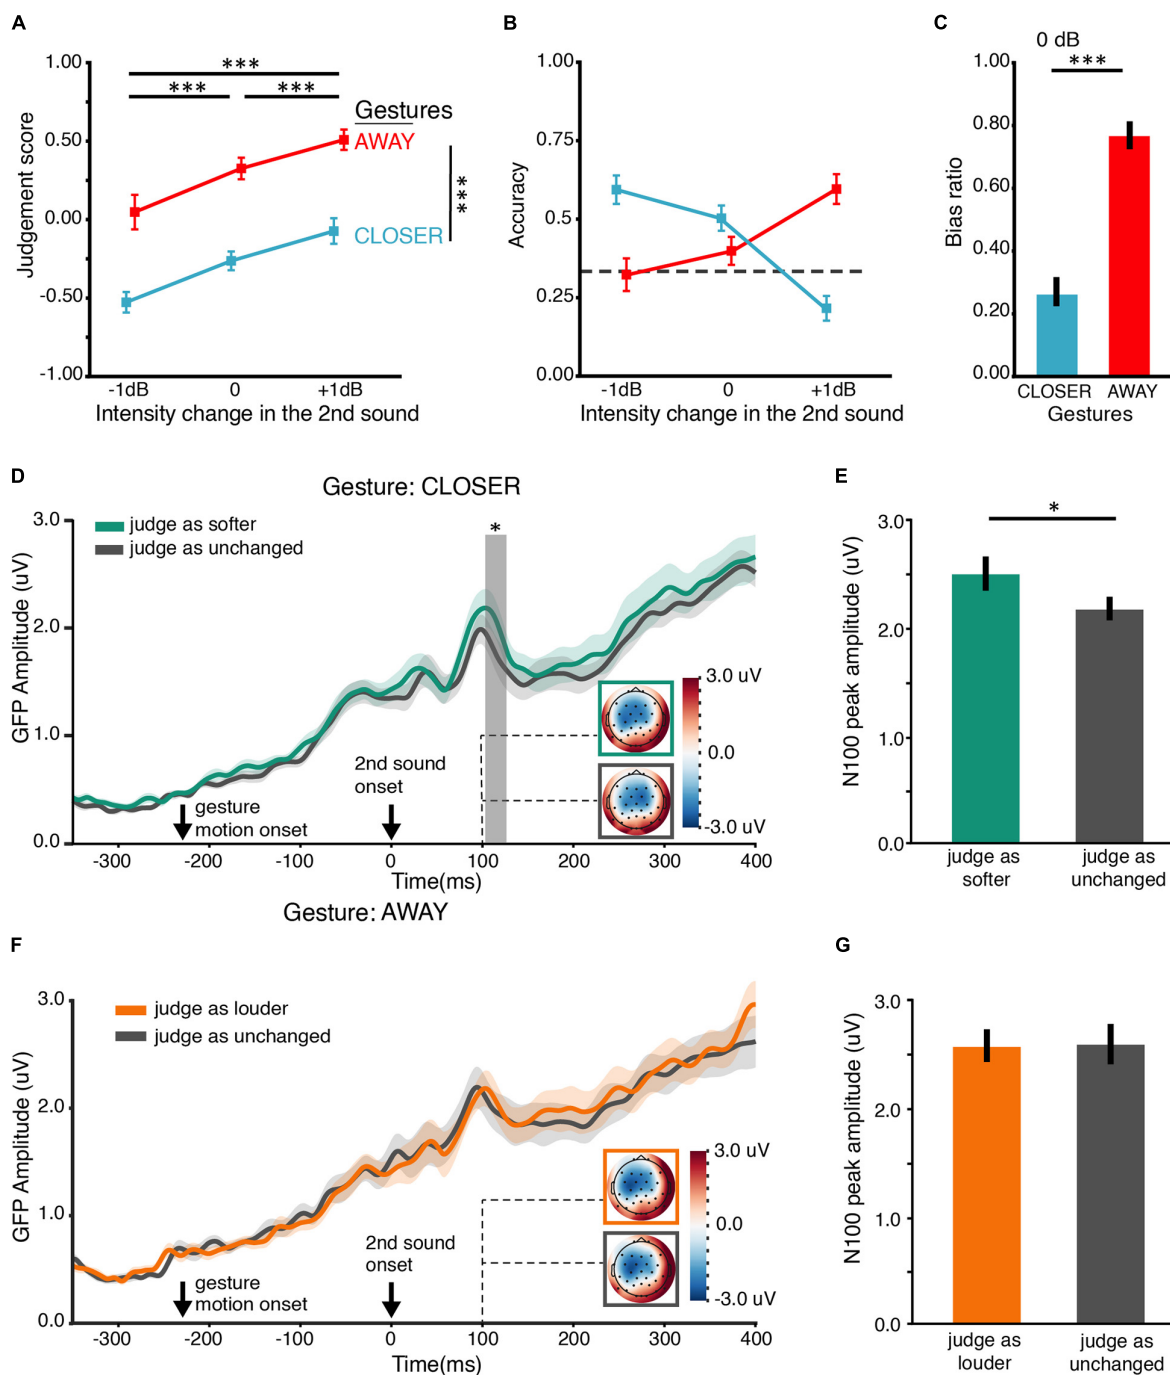 A
1.00
0.50
0.00
-0.50
-1.00
Judgement score
***
***
***
Gestures
AWAY
CLOSER
***
-1dB
0
+1dB
Intensity change in the 2nd sound
B
1.00
0.75
0.5
0.25
0.00
Accuracy
-1dB
0
+1dB
Intensity change in the 2nd sound
C
0 dB
***
1.00
0.80
0.60
0.40
0.20
0.00
Bias ratio
CLOSER
AWAY
Gestures
D
Gesture: CLOSER
3.0
2.0
1.0
0.0
GFP Amplitude (uV)
judge as softer
judge as unchanged
*
gesture
motion onset
2nd sound
onset
3.0 uV
0.0
-3.0 uV
-300
-200
-100
0
100
200
300
400
Time(ms)
E
*
3.0
2.0
1.0
0.0
N100 peak amplitude (uV)
judge as
softer
judge as
unchanged
Gesture: AWAY
F
3.0
2.0
1.0
0.0
GFP Amplitude (uV)
judge as louder
judge as unchanged
gesture
motion onset
2nd sound
onset
3.0 uV
0.0
-3.0 uV
-300
-200
-100
0
100
200
300
400
Time(ms)
G
3.0
2.0
1.0
0.0
N100 peak amplitude (uV)
judge as
louder
judge as
unchanged